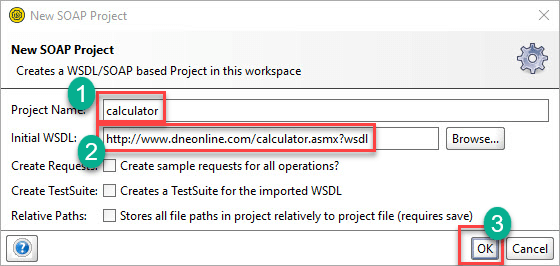 New SOAP Project
New SOAP Project
Creates a WSDL/SOAP based Project in this workspace
1
Project Name: calculator
Initial WSDL: http://www.dneonline.com/calculator.asmx?wsdl Browse...
2
Create Requests: Create sample requests for all operations?
Create TestSuite: Creates a TestSuite for the imported WSDL
Relative Paths: Stores all file paths in project relatively to project file (requires save)
3
? OK Cancel